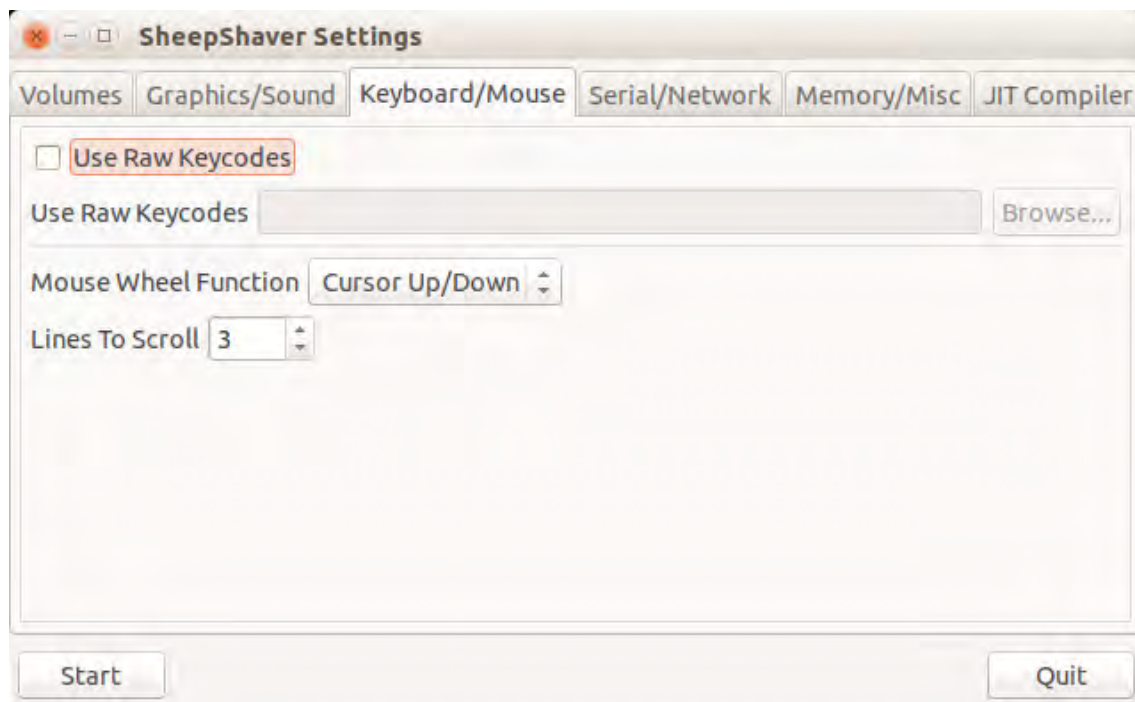 SheepShaver Settings
Volumes Graphics/Sound Keyboard/Mouse Serial/Network Memory/Misc JIT Compiler
Use Raw Keycodes
Use Raw Keycodes Browse...
Mouse Wheel Function Cursor Up/Down
Lines To Scroll 3
Start Quit